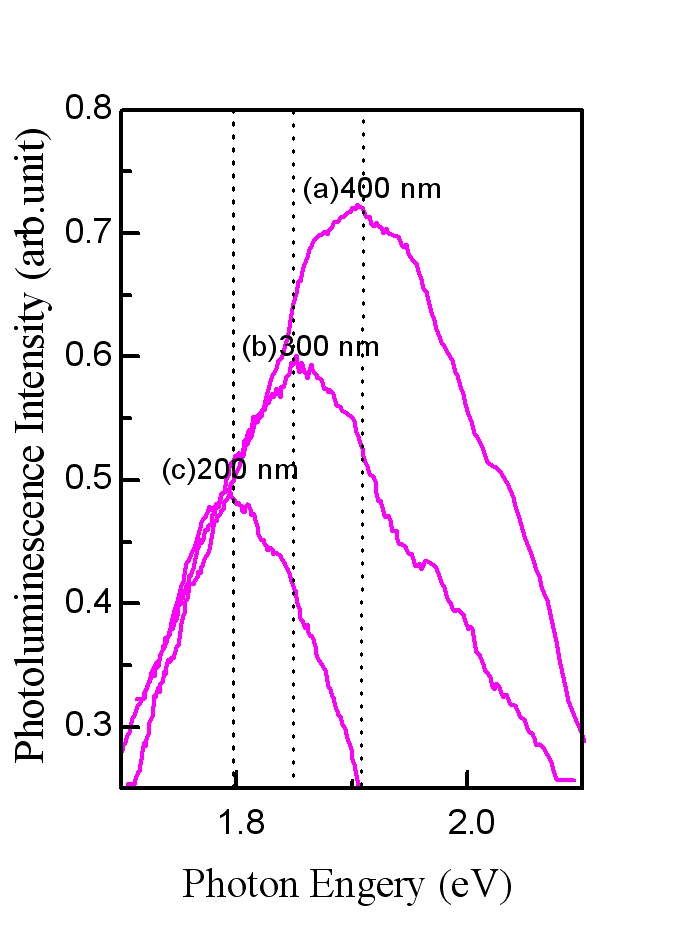 0.8
0.7
0.6
0.5
0.4
0.3
Photoluminescence Intensity (arb.unit)
(a)400 nm
(b)300 nm
(c)200 nm
1.8
2.0
Photon Engery (eV)